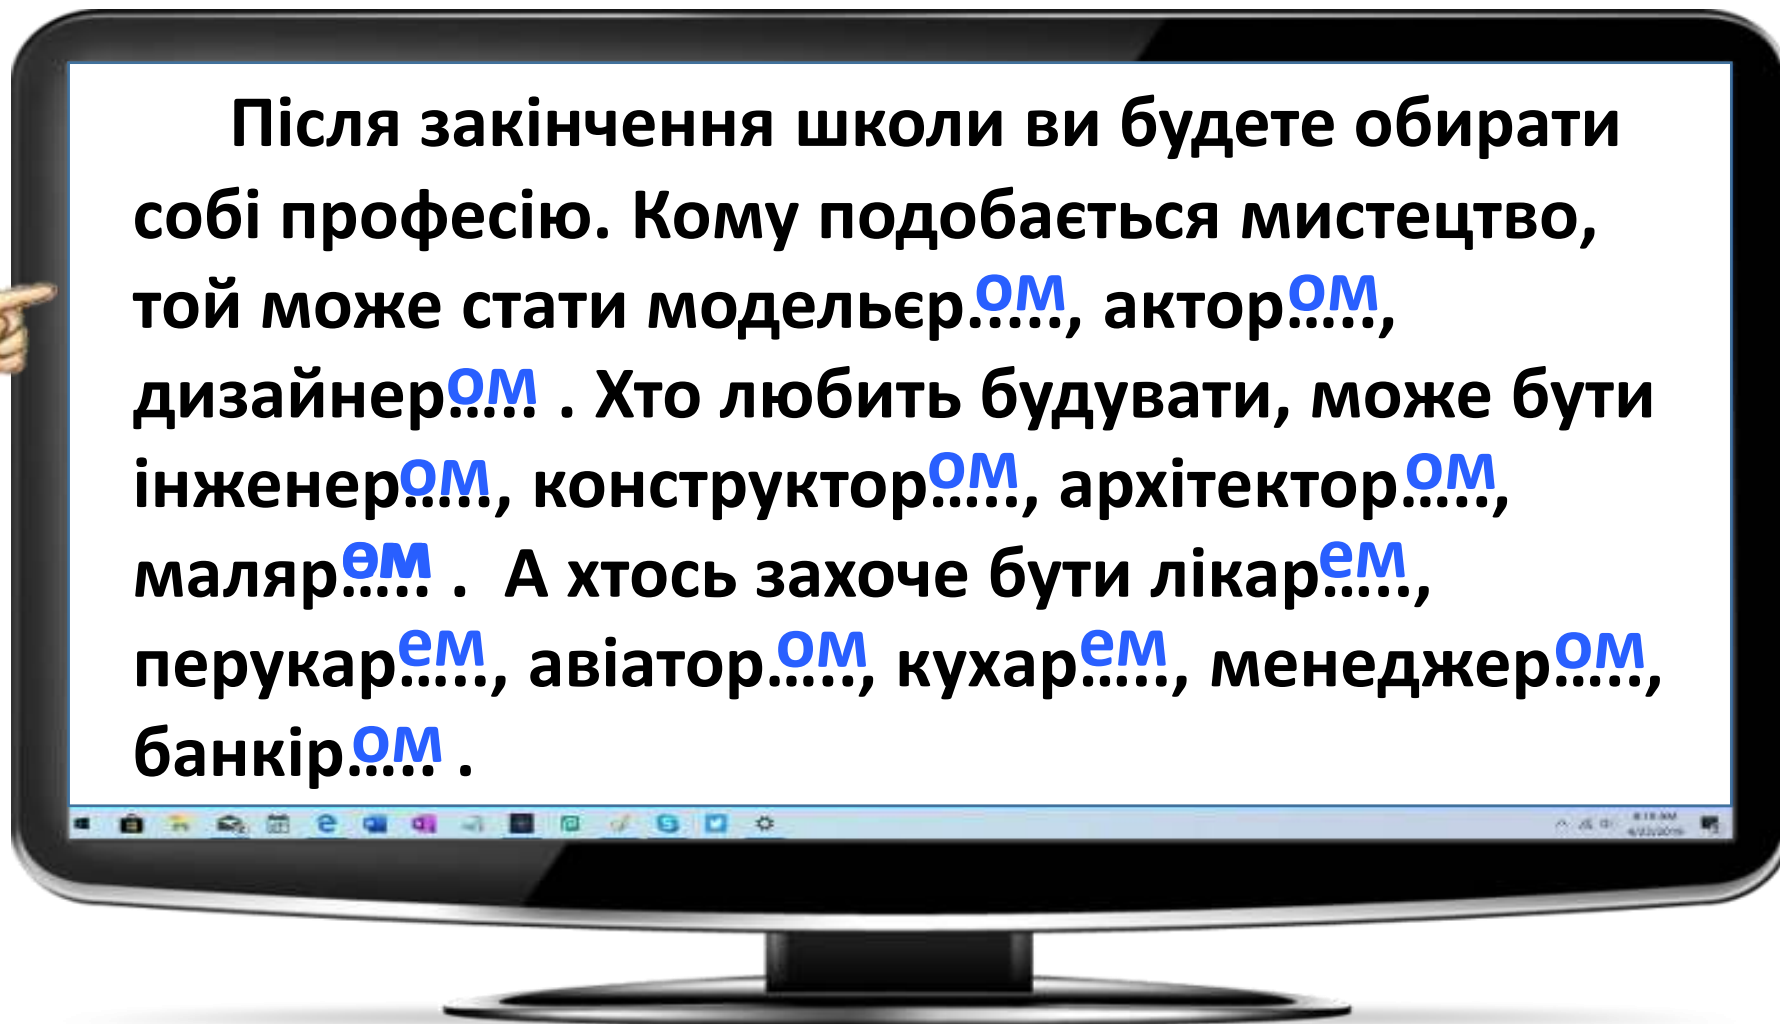 Після закінчення школи ви будете обирати
собі професію. Кому подобається мистецтво,
той може стати модельєр.....ом, актор.....ом,
дизайнер.....ом . Хто любить будувати, може бути
інженер.....ом, конструктор.....ом, архітектор.....ом,
маляр..... . А хтось захоче бути лікар.....ем,
перукар.....ем, авіатор.....ом, кухар.....ем, менеджер.....ом,
банкір.....ом .